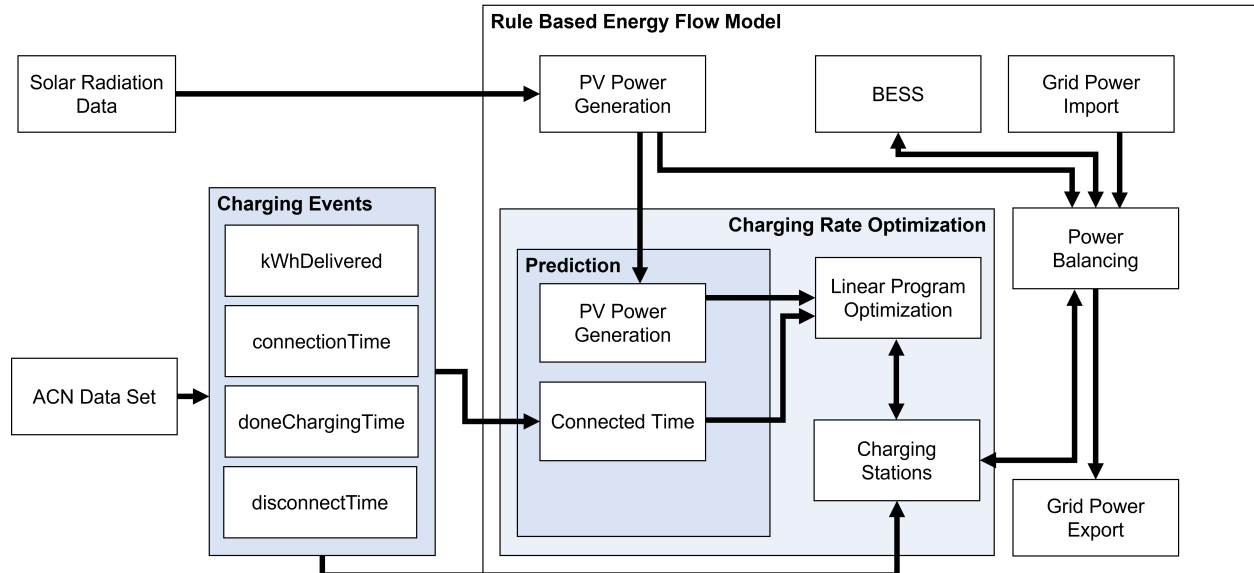 Rule Based Energy Flow Model
Solar Radiation
Data
PV Power
Generation
BESS
Grid Power
Import
Charging Events
kWhDelivered
connectionTime
doneChargingTime
disconnectTime
ACN Data Set
Charging Rate Optimization
Prediction
PV Power
Generation
Connected Time
Linear Program
Optimization
Charging
Stations
Power
Balancing
Grid Power
Export